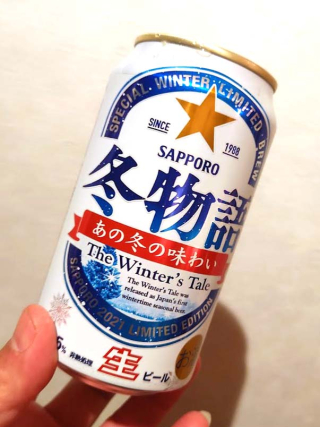 SPECIAL WINTER LIMITED BREW
SINCE 1988
SAPPORO
冬物語
あの冬の味わい
The Winter's Tale
The Winter's Tale was
released as Japan's first
wintertime seasonal beer.
SAPPORO 2021 LIMITED EDITION
% 非熱処理
生
ビール